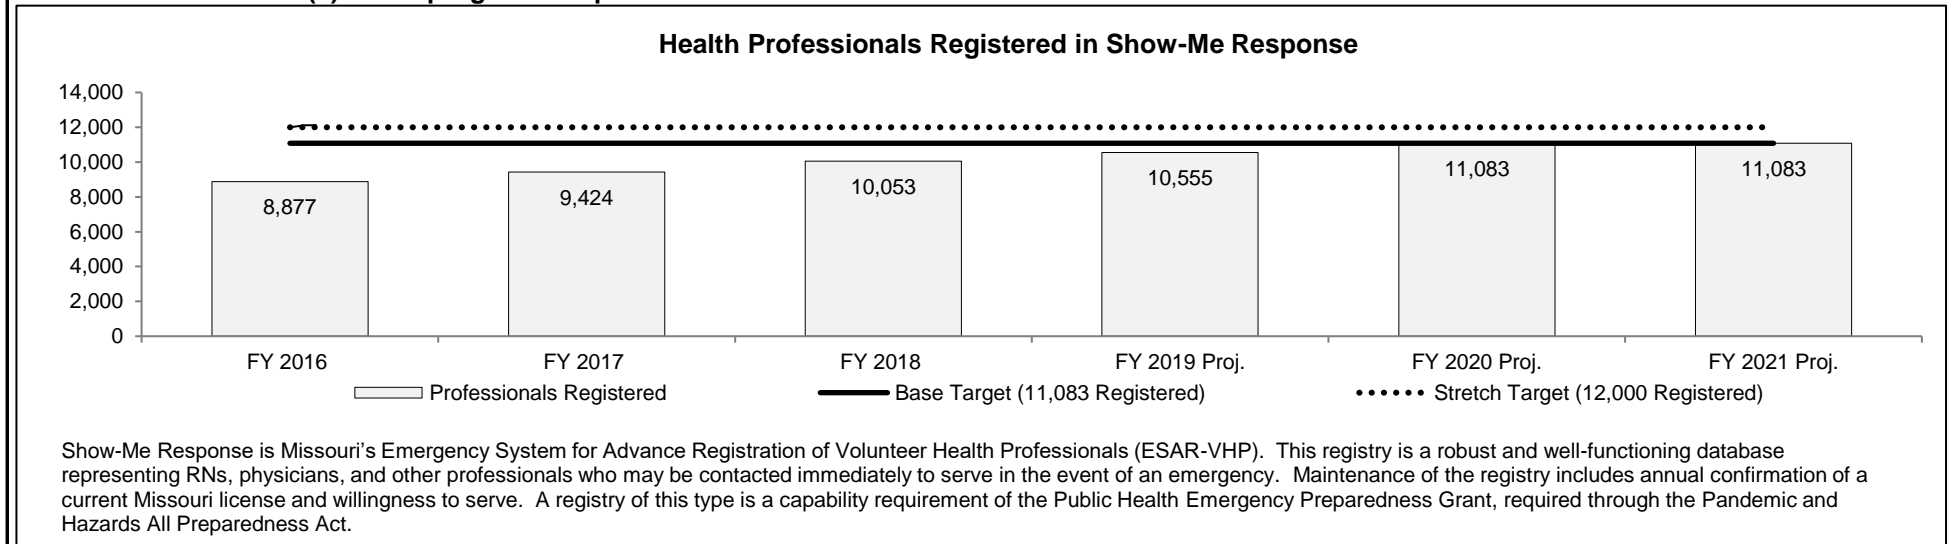 Health Professionals Registered in Show-Me Response
14,000
12,000
10,000
8,000
6,000
4,000
2,000
0
8,877
9,424
10,053
10,555
11,083
11,083
FY 2016
FY 2017
FY 2018
FY 2019 Proj.
FY 2020 Proj.
FY 2021 Proj.
Professionals Registered
Base Target (11,083 Registered)
Stretch Target (12,000 Registered)
Show-Me Response is Missouri’s Emergency System for Advance Registration of Volunteer Health Professionals (ESAR-VHP).  This registry is a robust and well-functioning database
representing RNs, physicians, and other professionals who may be contacted immediately to serve in the event of an emergency.  Maintenance of the registry includes annual confirmation of a
current Missouri license and willingness to serve.  A registry of this type is a capability requirement of the Public Health Emergency Preparedness Grant, required through the Pandemic and
Hazards All Preparedness Act.